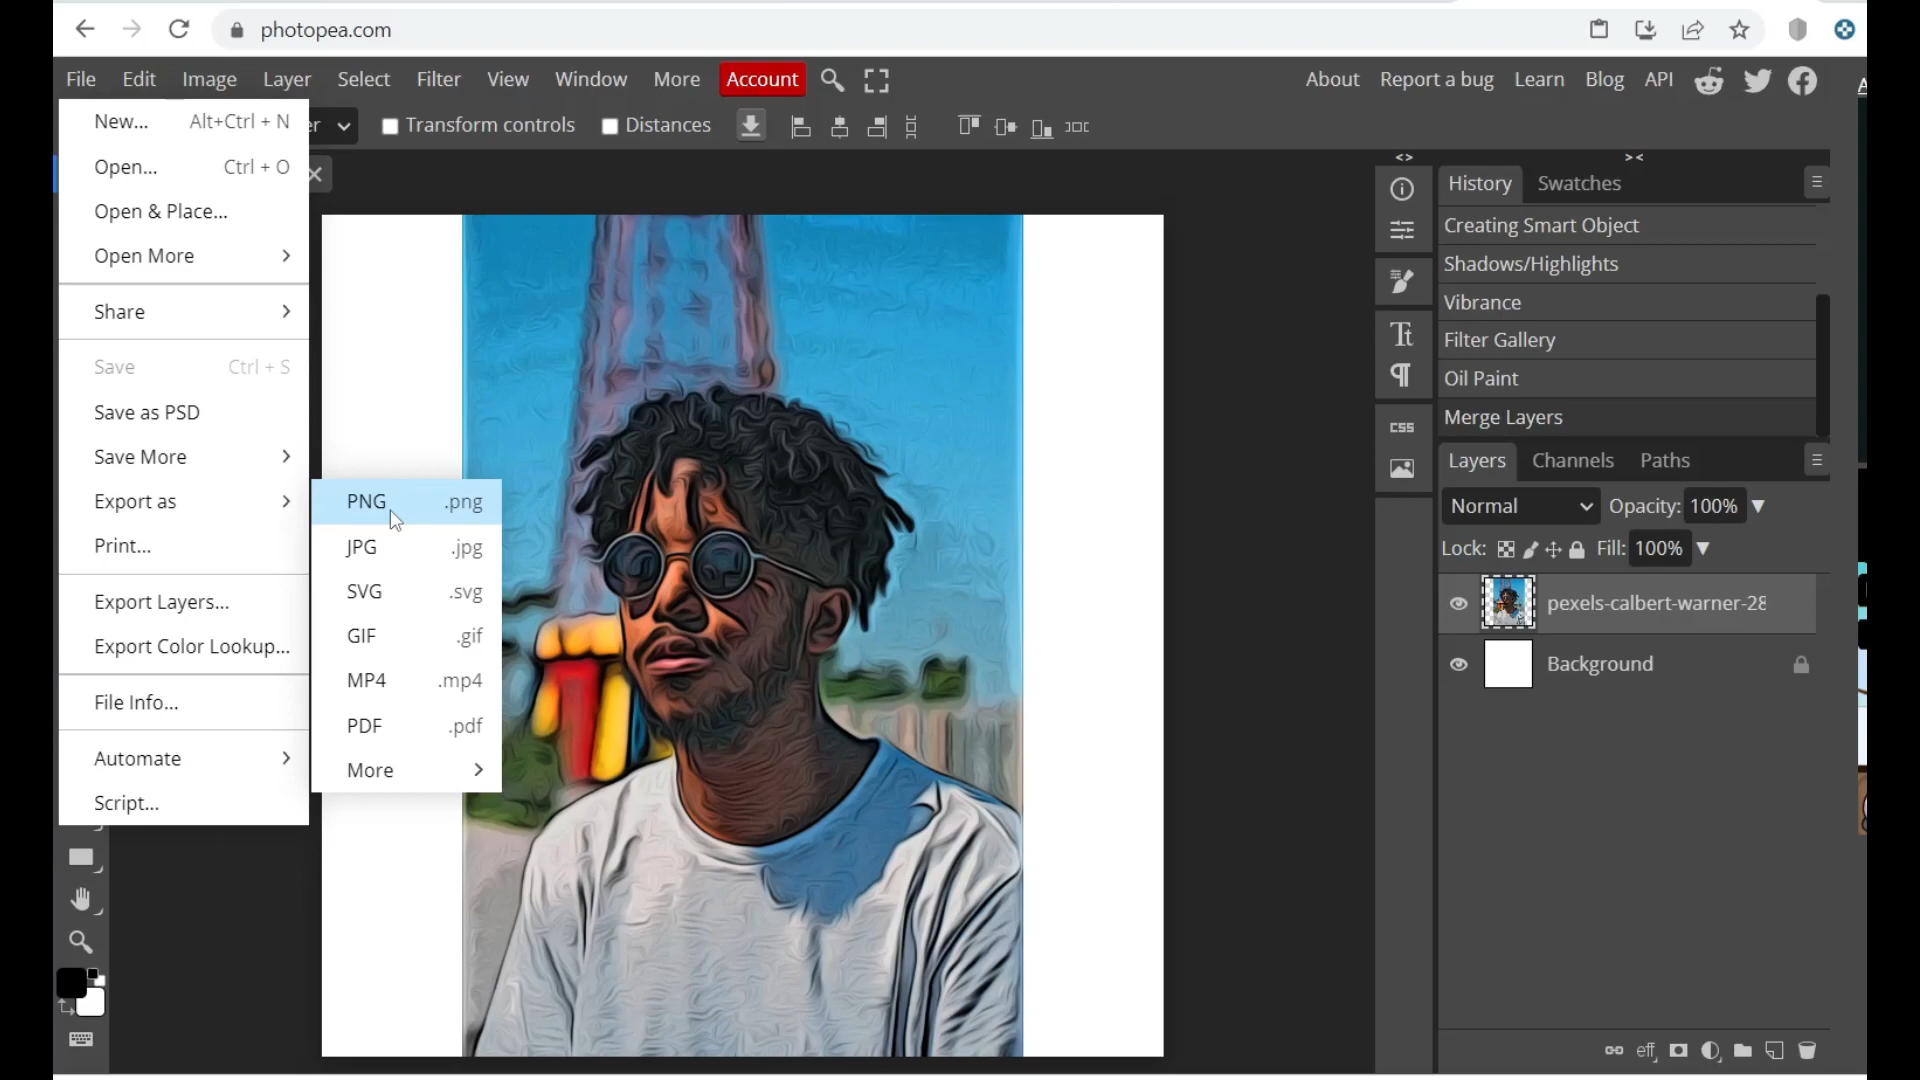 photopea.com
File Edit Image Layer Select Filter View Window More Account About Report a bug Learn Blog API
Transform controls Distances
New... Alt+Ctrl + N
Open... Ctrl + O
Open & Place...
Open More
Share
Save Ctrl + S
Save as PSD
Save More
Export as
Print...
Export Layers...
Export Color Lookup...
File Info...
Automate
Script...
PNG .png
JPG .jpg
SVG .svg
GIF .gif
MP4 .mp4
PDF .pdf
More
CSS
History Swatches
Creating Smart Object
Shadows/Highlights
Vibrance
Filter Gallery
Oil Paint
Merge Layers
Layers Channels Paths
Normal Opacity: 100%
Lock: Fill: 100%
pexels-calbert-warner-28
Background
eff